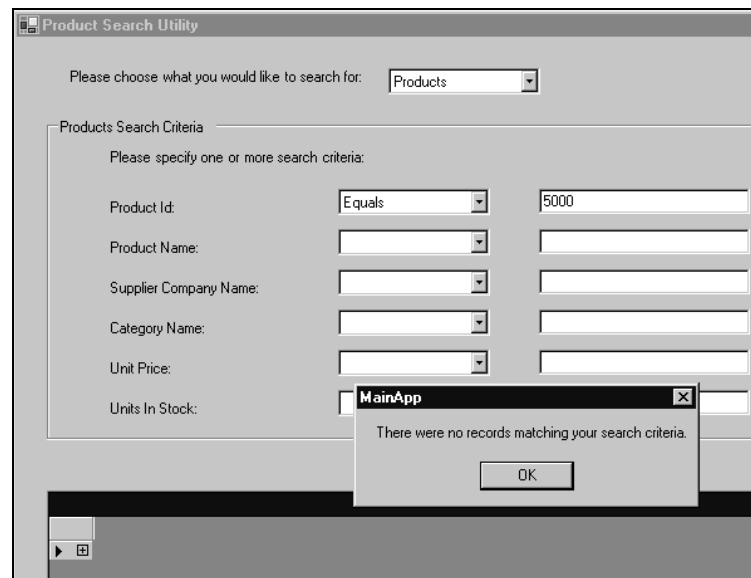 Product Search Utility
Please choose what you would like to search for: Products
Products Search Criteria
Please specify one or more search criteria:
Product Id: Equals 5000
Product Name:
Supplier Company Name:
Category Name:
Unit Price:
Units In Stock:
MainApp
There were no records matching your search criteria.
OK